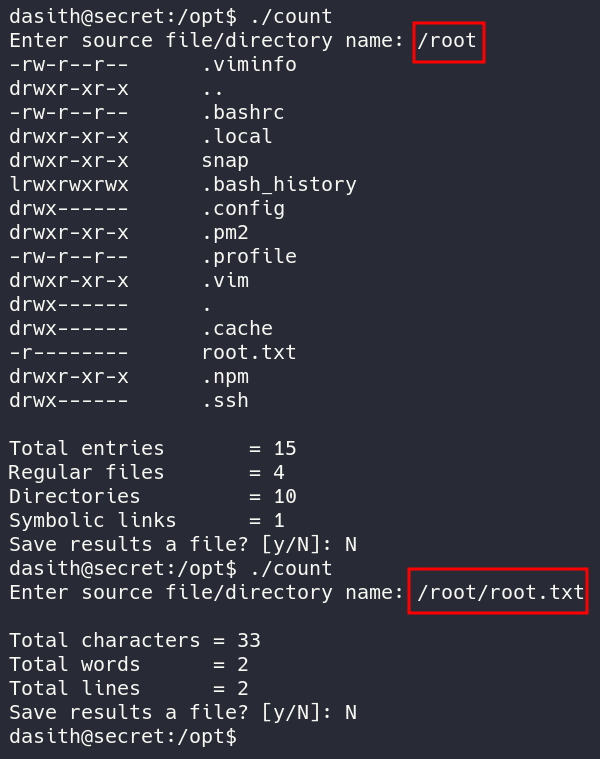 dasith@secret:/opt$ ./count
Enter source file/directory name: /root
-rw-r--r--      .viminfo
drwxr-xr-x      ..
-rw-r--r--      .bashrc
drwxr-xr-x      .local
drwxr-xr-x      snap
lrwxrwxrwx      .bash_history
drwx------      .config
drwxr-xr-x      .pm2
-rw-r--r--      .profile
drwxr-xr-x      .vim
drwx------      .
drwx------      .cache
-r--------      root.txt
drwxr-xr-x      .npm
drwx------      .ssh

Total entries       = 15
Regular files       = 4
Directories         = 10
Symbolic links      = 1
Save results a file? [y/N]: N
dasith@secret:/opt$ ./count
Enter source file/directory name: /root/root.txt

Total characters = 33
Total words      = 2
Total lines      = 2
Save results a file? [y/N]: N
dasith@secret:/opt$